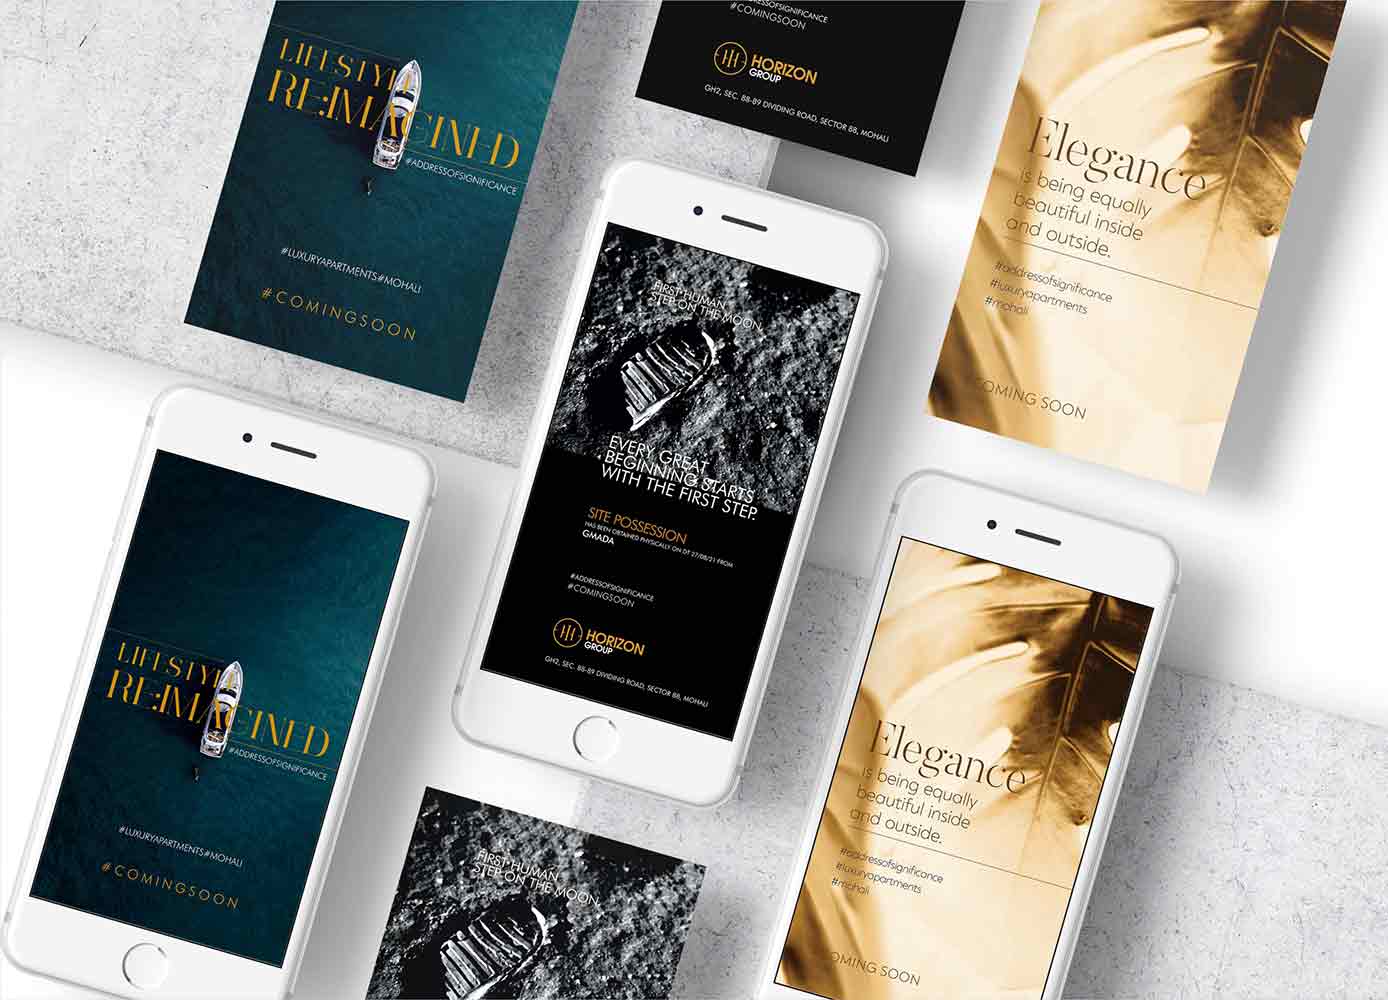 LIFESTYLE
RE:IMAGINED
#ADDRESSOFSIGNIFICANCE
#LUXURYAPARTMENTS#MOHALI
#COMINGSOON
#ADDRESSOFSIGNIFICANCE
#COMINGSOON
HORIZON
GROUP
GH2, SEC. 88-89 DIVIDING ROAD, SECTOR 88, MOHALI
Elegance
is being equally
beautiful inside
and outside.
#addressofsignificance
#luxuryapartments
#mohali
COMING SOON
FIRST HUMAN
STEP ON THE MOON.
EVERY GREAT
BEGINNING STARTS
WITH THE FIRST STEP.
SITE POSSESSION
HAS BEEN OBTAINED PHYSICALLY ON DT 27/08/21 FROM
GMADA
#ADDRESSOFSIGNIFICANCE
#COMINGSOON
HORIZON
GROUP
GH2, SEC. 88-89 DIVIDING ROAD, SECTOR 88, MOHALI
LIFESTYLE
RE:IMAGINED
#ADDRESSOFSIGNIFICANCE
#LUXURYAPARTMENTS#MOHALI
#COMINGSOON
Elegance
is being equally
beautiful inside
and outside.
#addressofsignificance
#luxuryapartments
#mohali
COMING SOON
FIRST HUMAN
STEP ON THE MOON.